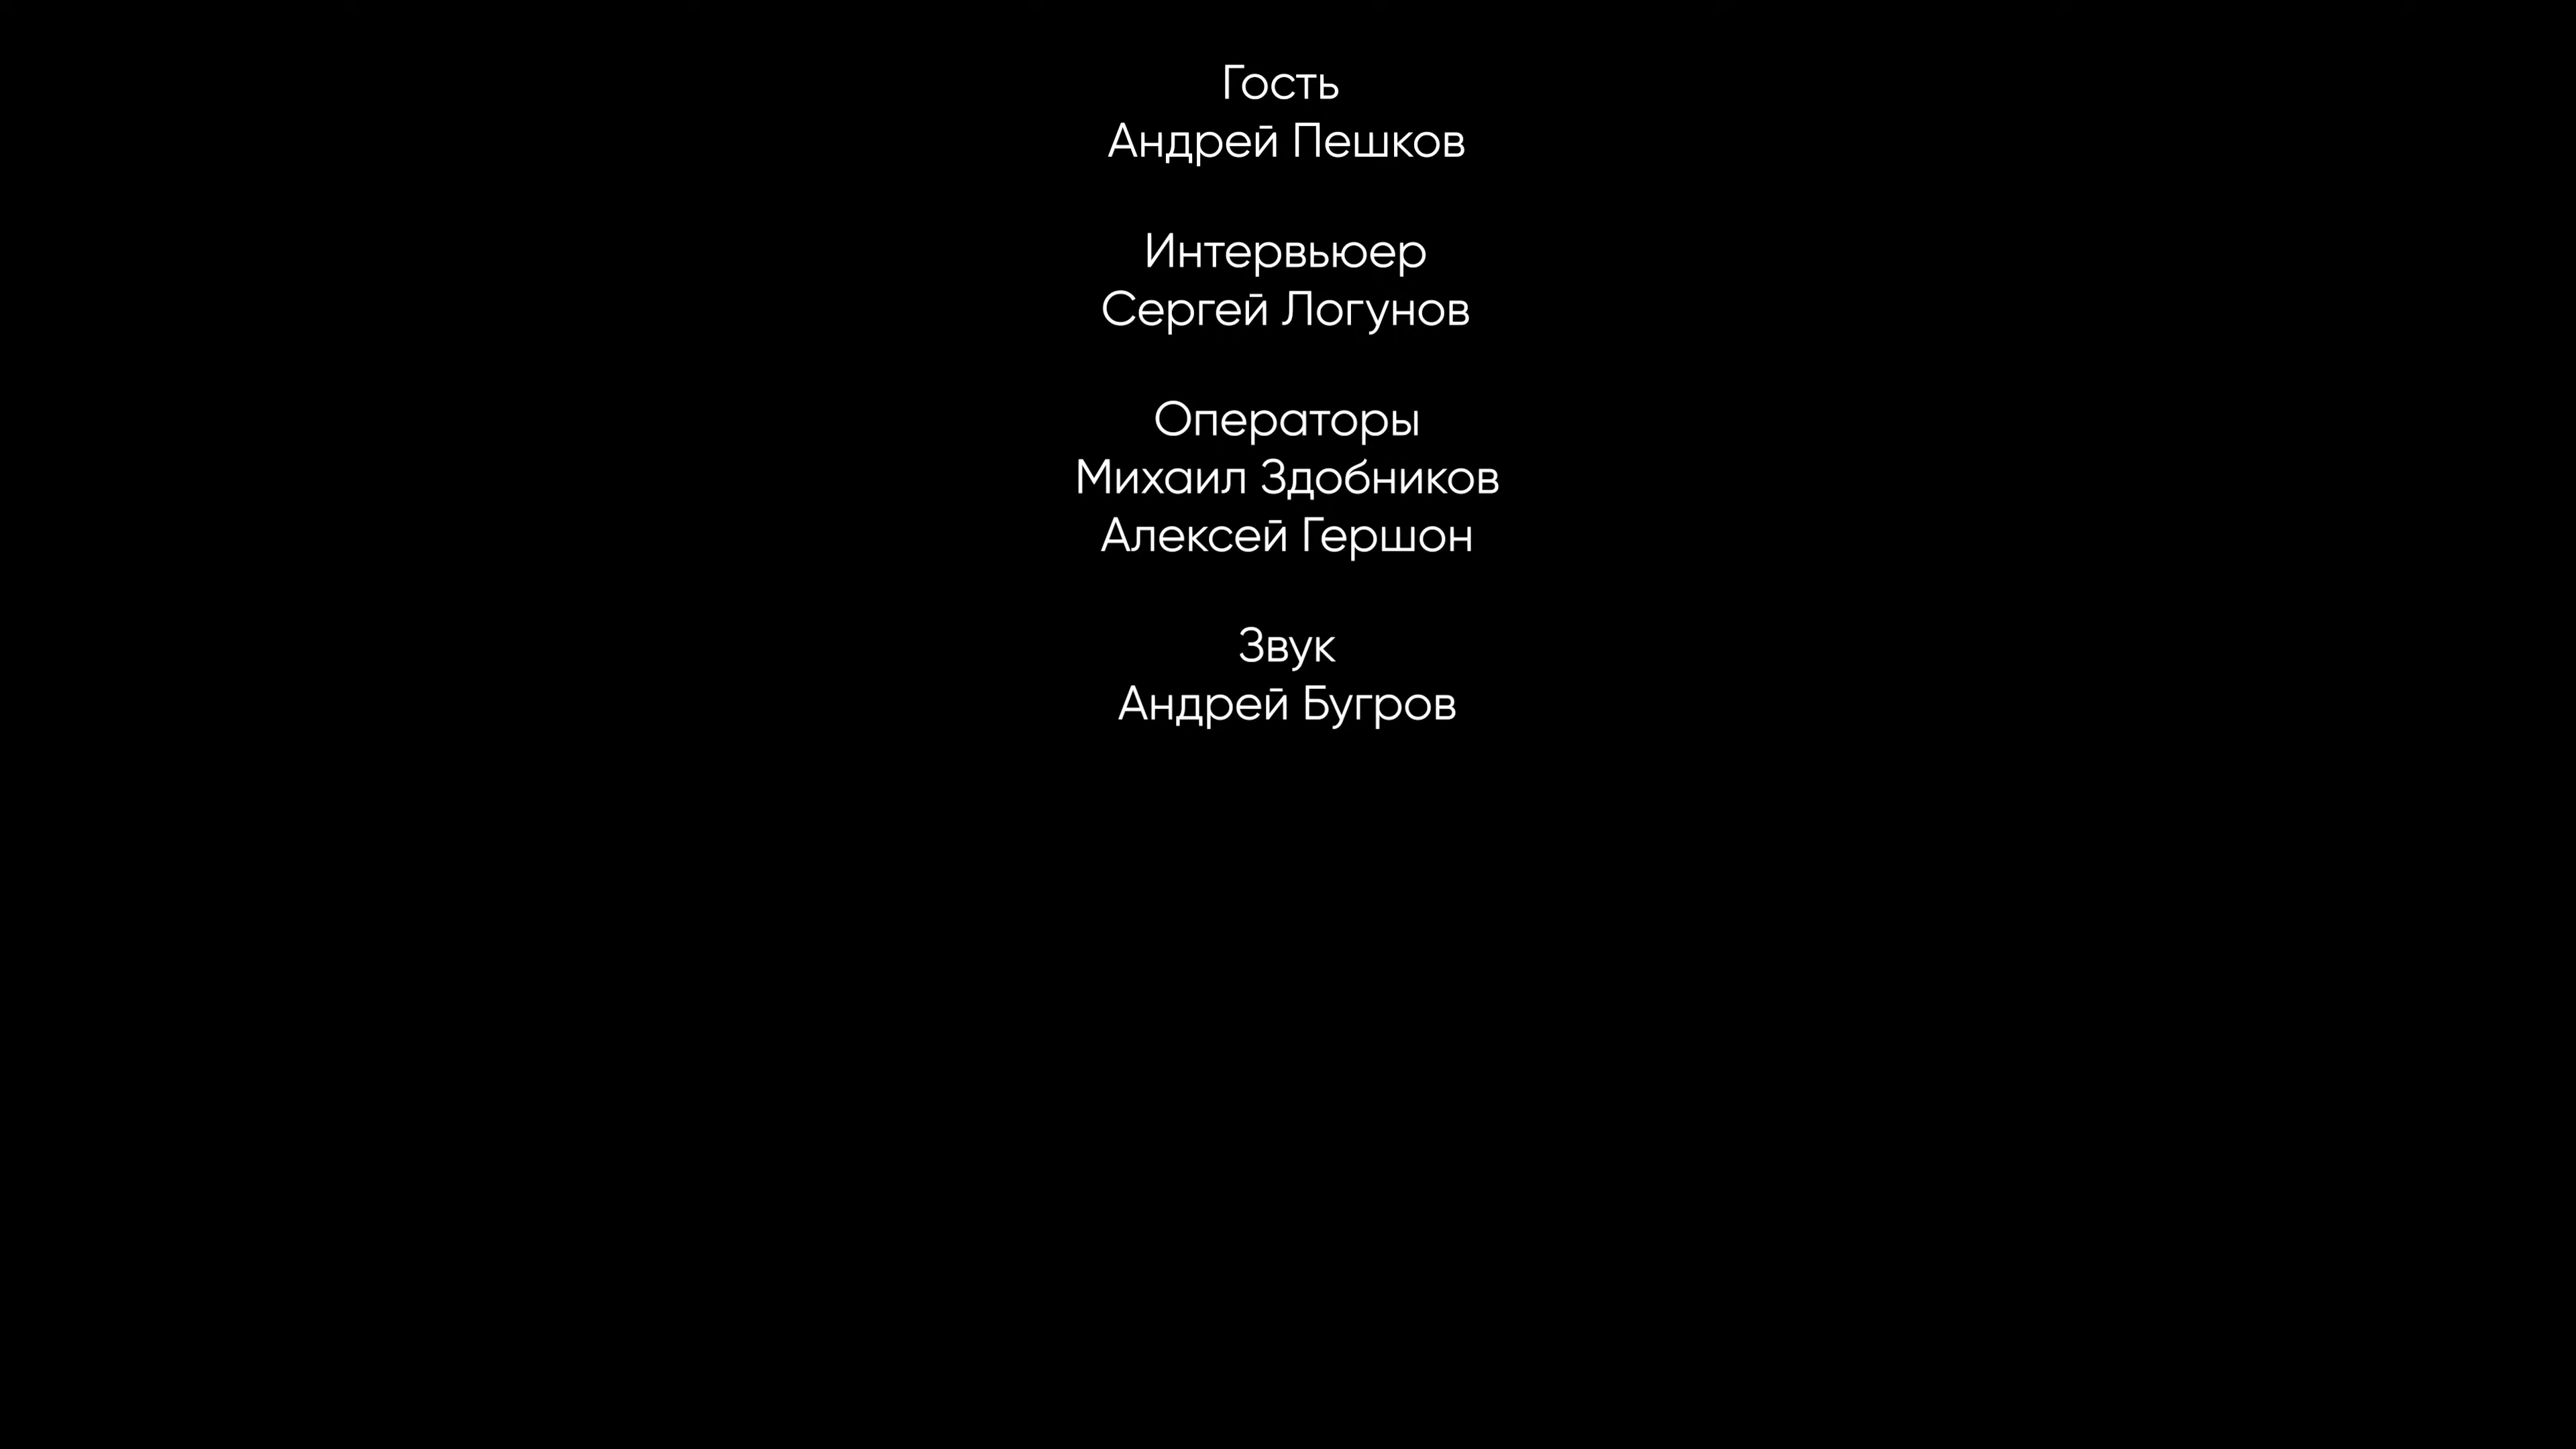 Гость
Андрей Пешков
Интервьюер
Сергей Логунов
Операторы
Михаил Здобников
Алексей Гершон
Звук
Андрей Бугров